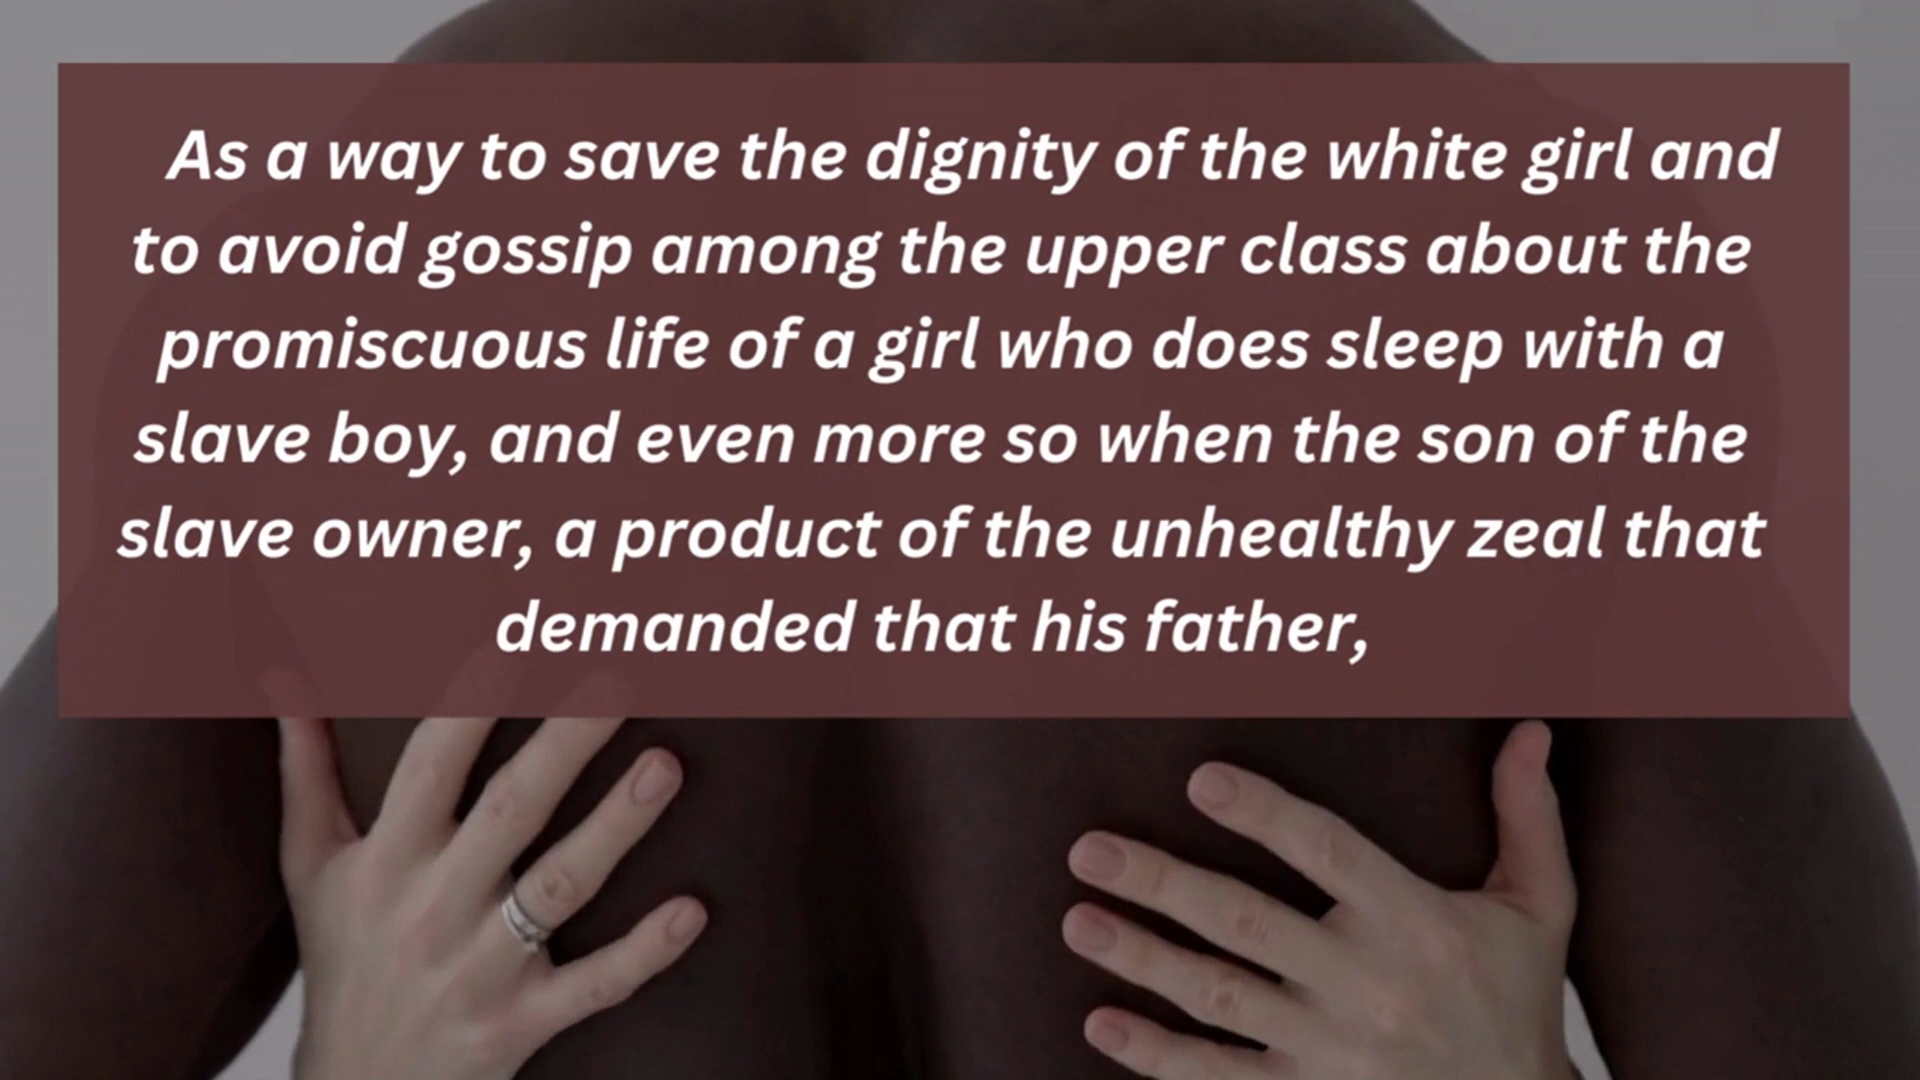 As a way to save the dignity of the white girl and
to avoid gossip among the upper class about the
promiscuous life of a girl who does sleep with a
slave boy, and even more so when the son of the
slave owner, a product of the unhealthy zeal that
demanded that his father,